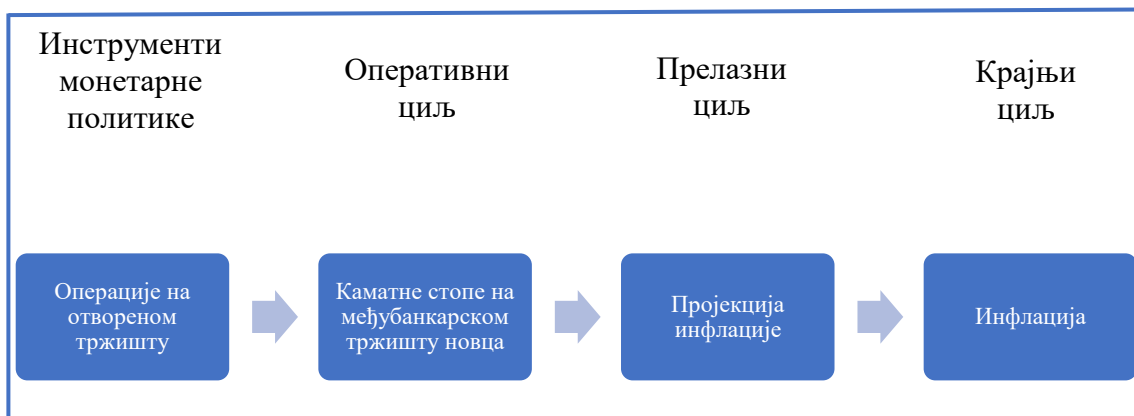 Инструменти
монетарне
политике
Оперативни
циљ
Прелазни
циљ
Крајњи
циљ
Операције на
отвореном
тржишту
Каматне стопе на
међубанкарском
тржишту новца
Пројекција
инфлације
Инфлација